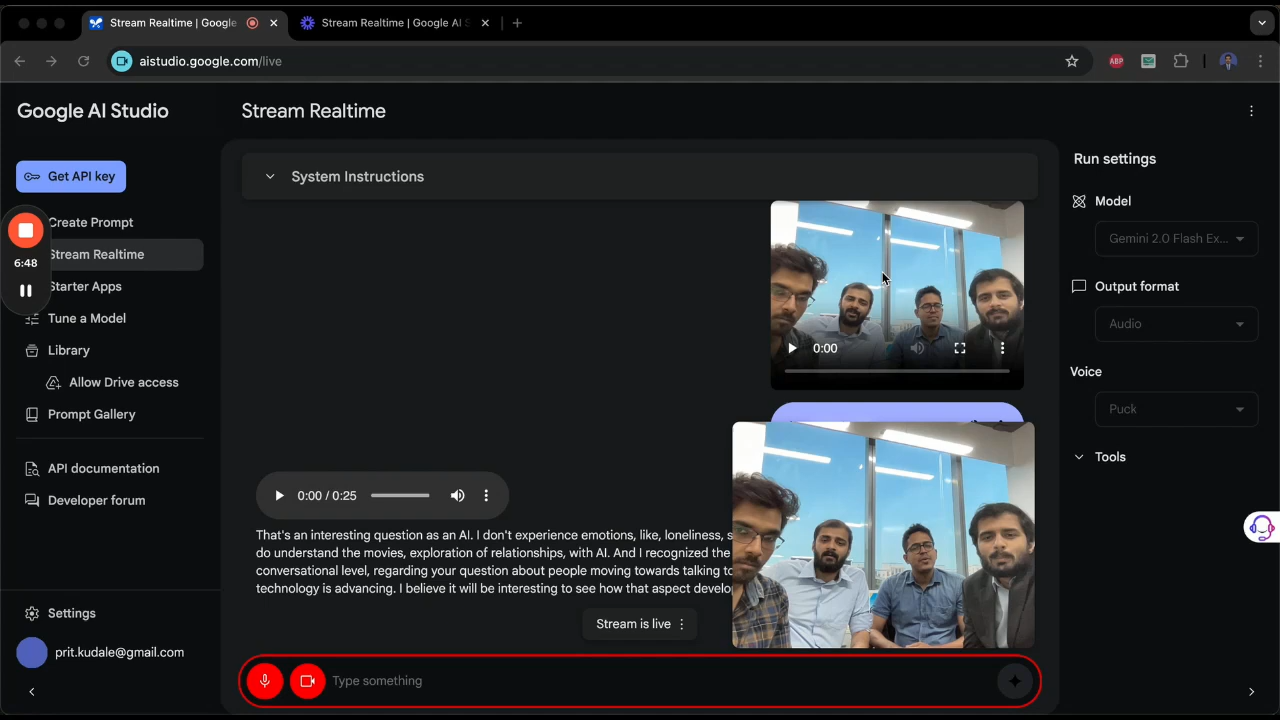 Stream Realtime | Google
Stream Realtime | Google AI S
aistudio.google.com/live
ABP
Google AI Studio
Stream Realtime
Get API key
System Instructions
Create Prompt
Stream Realtime
6:48
Starter Apps
Tune a Model
Library
Allow Drive access
Prompt Gallery
API documentation
Developer forum
Settings
prit.kudale@gmail.com
0:00
0:00 / 0:25
That's an interesting question as an AI. I don't experience emotions, like, loneliness, s
do understand the movies, exploration of relationships, with AI. And I recognized the
conversational level, regarding your question about people moving towards talking to
technology is advancing. I believe it will be interesting to see how that aspect develo
Stream is live
Type something
Run settings
Model
Gemini 2.0 Flash Ex...
Output format
Audio
Voice
Puck
Tools